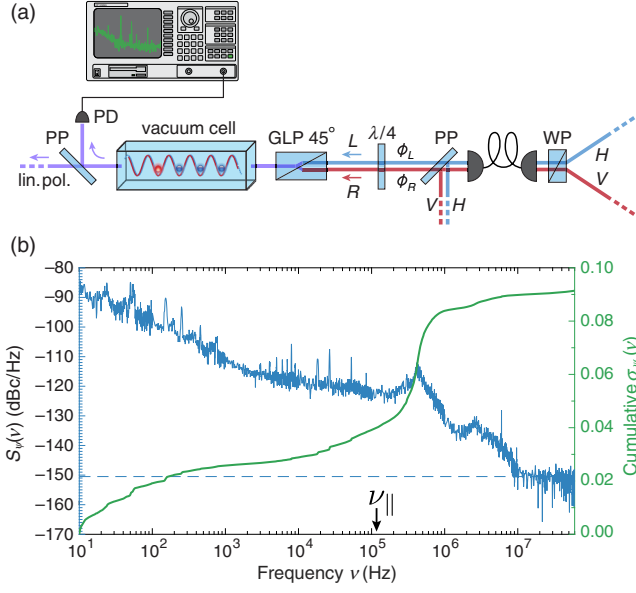 (a)
PP
PD
lin.pol.
vacuum cell
GLP 45°
L
R
λ/4
ϕL
ϕR
PP
V
H
WP
H
V
(b)
Sψ(ν) (dBc/Hz)
−80
−90
−100
−110
−120
−130
−140
−150
−160
−170
ν||
10¹
10²
10³
10⁴
10⁵
10⁶
10⁷
Frequency ν (Hz)
0.10
0.08
0.06
0.04
0.02
0.00
Cumulative σψ(ν)